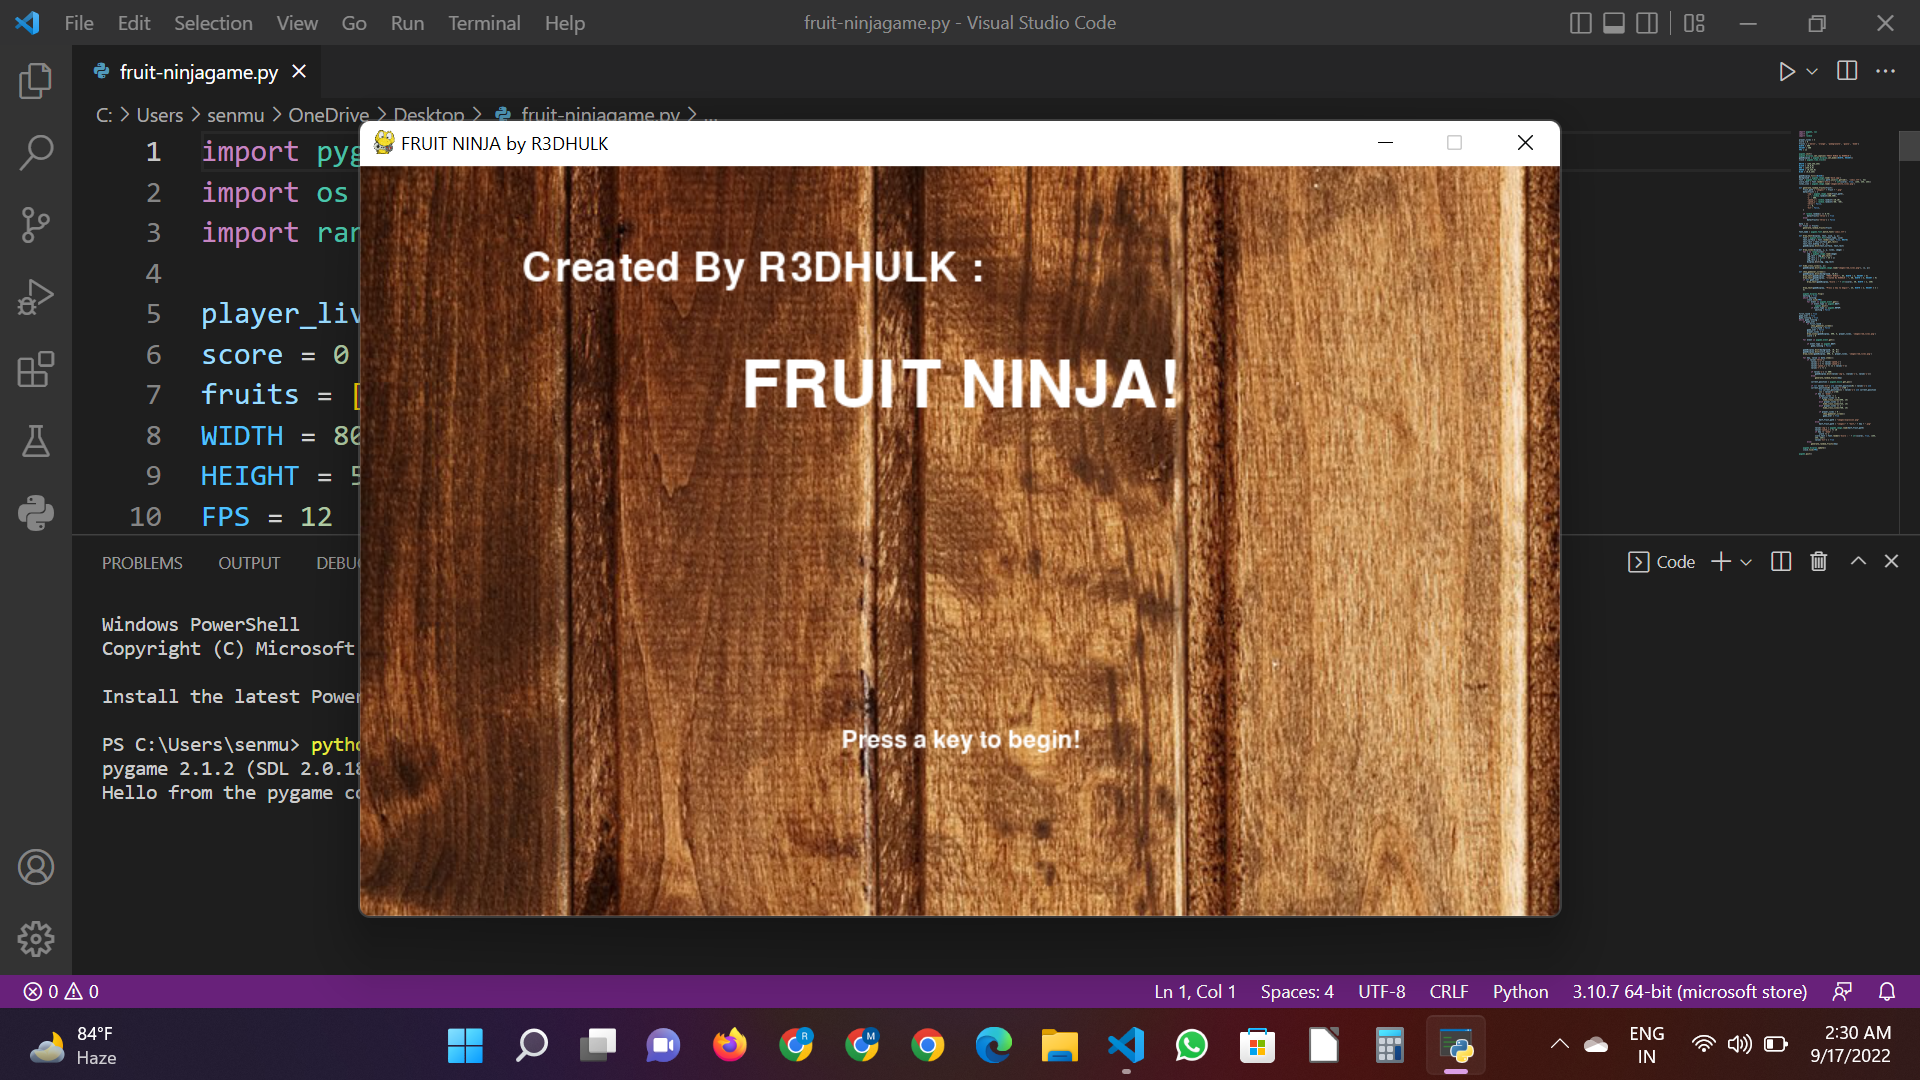 File Edit Selection View Go Run Terminal Help
fruit-ninjagame.py - Visual Studio Code
fruit-ninjagame.py
C: > Users > senmu > OneDrive > Desktop > fruit-ninjagame.py > ...
1 import pyg
2 import os
3 import ran
4
5 player_liv
6 score = 0
7 fruits = [
8 WIDTH = 80
9 HEIGHT = 5
10 FPS = 12
FRUIT NINJA by R3DHULK
Created By R3DHULK :
FRUIT NINJA!
Press a key to begin!
PROBLEMS OUTPUT DEBU
Code
Windows PowerShell
Copyright (C) Microsoft
Install the latest Power
PS C:\Users\senmu> pytho
pygame 2.1.2 (SDL 2.0.18
Hello from the pygame co
0 0
Ln 1, Col 1 Spaces: 4 UTF-8 CRLF Python 3.10.7 64-bit (microsoft store)
84°F
Haze
ENG
IN
2:30 AM
9/17/2022